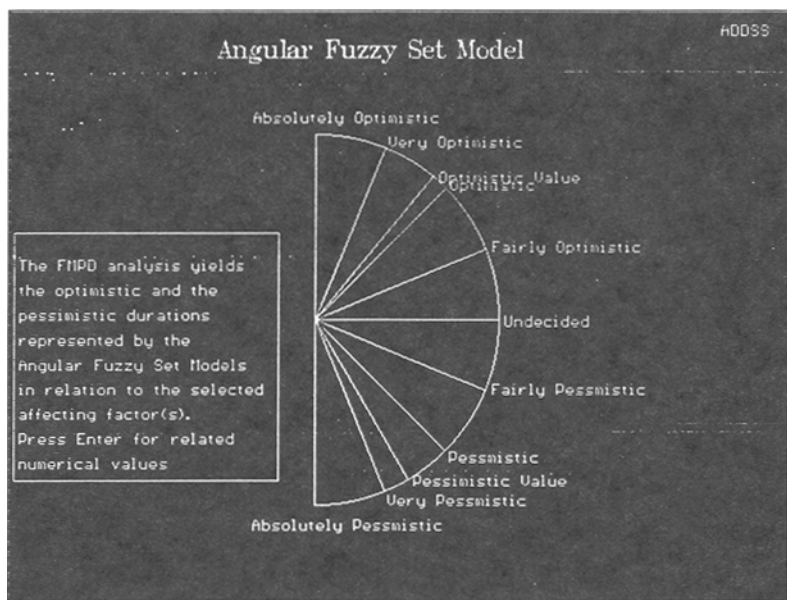 ADDSS
Angular Fuzzy Set Model
Absolutely Optimistic
Very Optimistic
Optimistic Value
Optimistic
Fairly Optimistic
Undecided
Fairly Pessmistic
Pessmistic
Pessimistic Value
Very Pessmistic
Absolutely Pessmistic
The FMPD analysis yields
the optimistic and the
pessimistic durations
represented by the
Angular Fuzzy Set Models
in relation to the selected
affecting factor(s).
Press Enter for related
numerical values